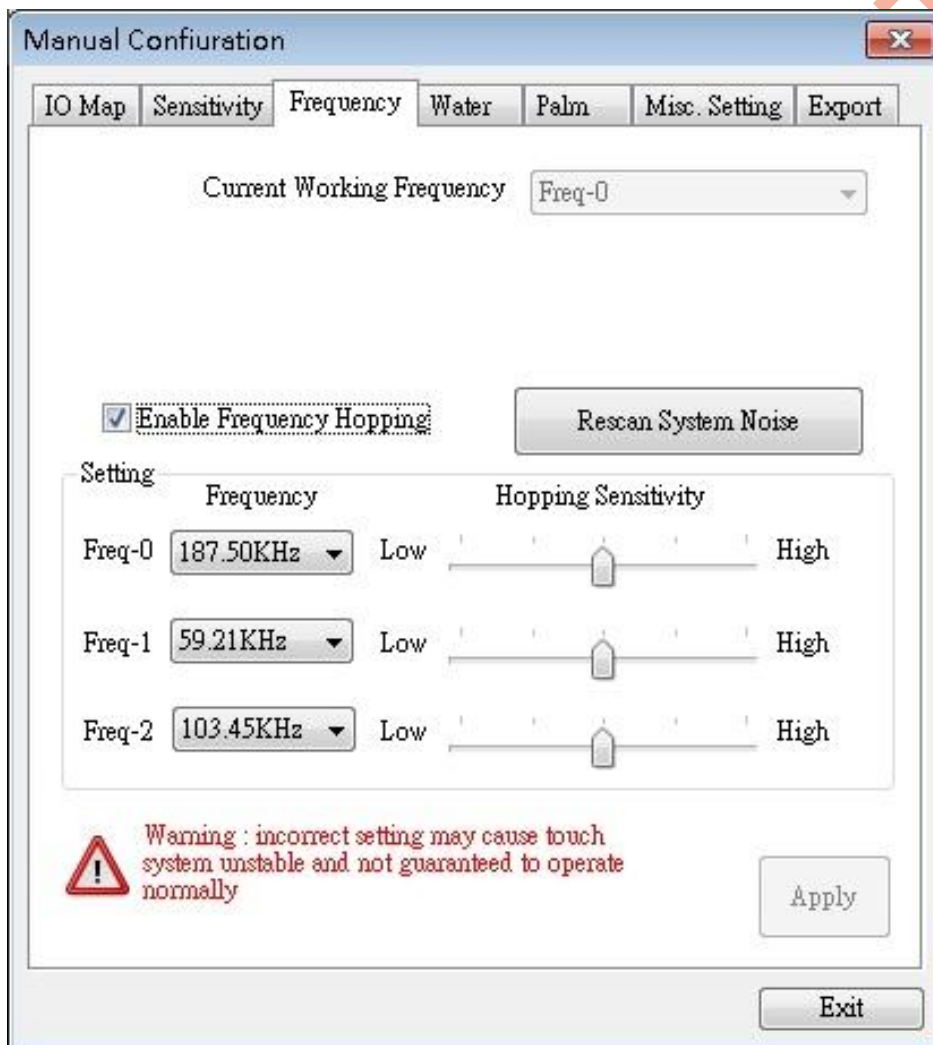 Manual Confiuration
IO Map Sensitivity Frequency Water Palm Misc. Setting Export
Current Working Frequency Freq-0
Enable Frequency Hopping Rescan System Noise
Setting
Frequency Hopping Sensitivity
Freq-0 187.50KHz Low High
Freq-1 59.21KHz Low High
Freq-2 103.45KHz Low High
Warning : incorrect setting may cause touch
system unstable and not guaranteed to operate
normally
Apply
Exit